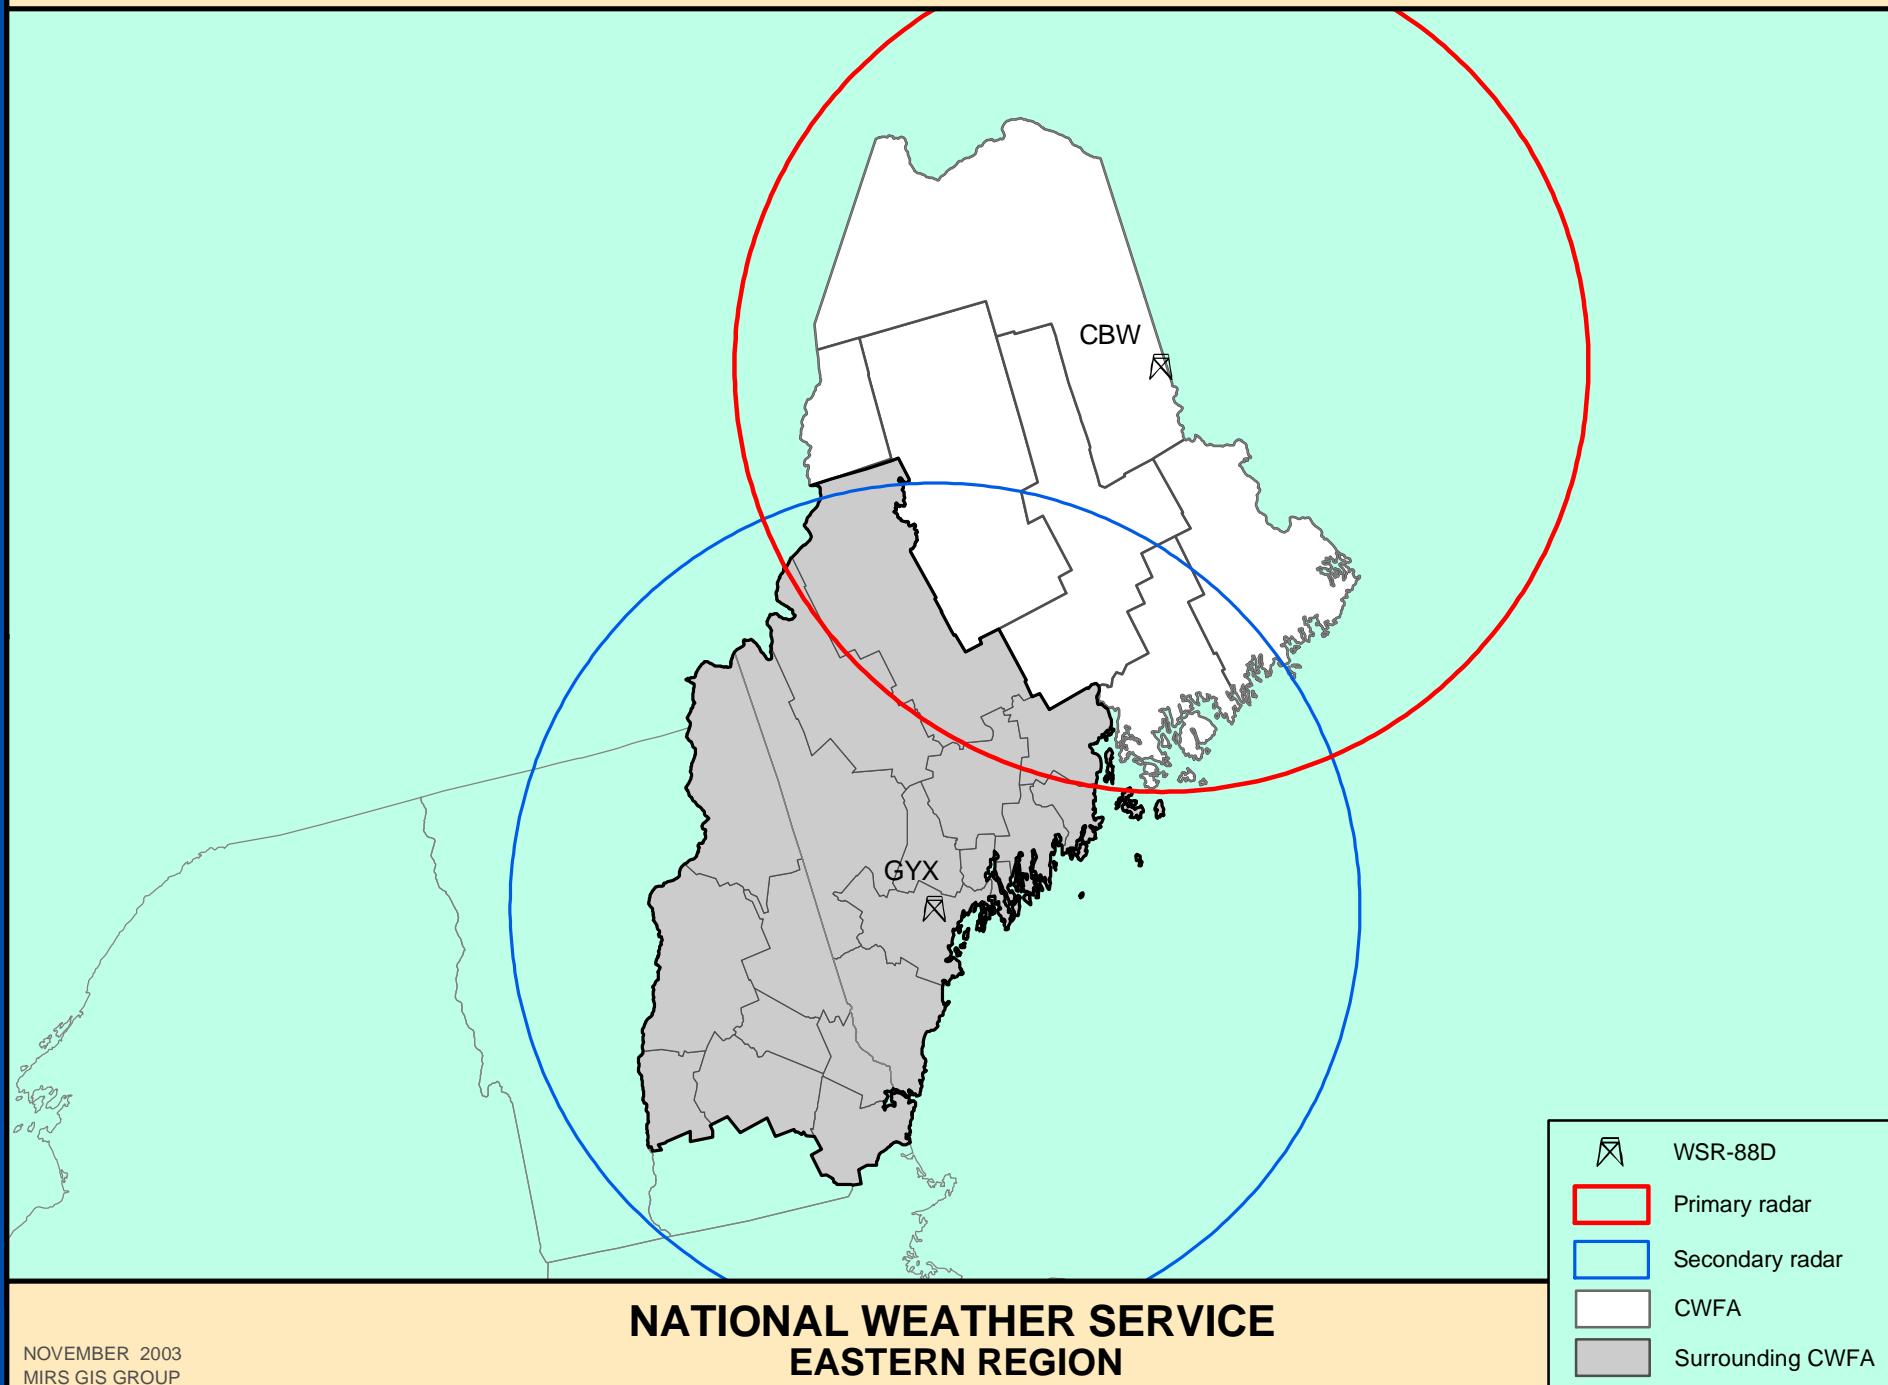 CBW
GYX
WSR-88D
Primary radar
Secondary radar
CWFA
Surrounding CWFA
NATIONAL WEATHER SERVICE
EASTERN REGION
NOVEMBER 2003
MIRS GIS GROUP